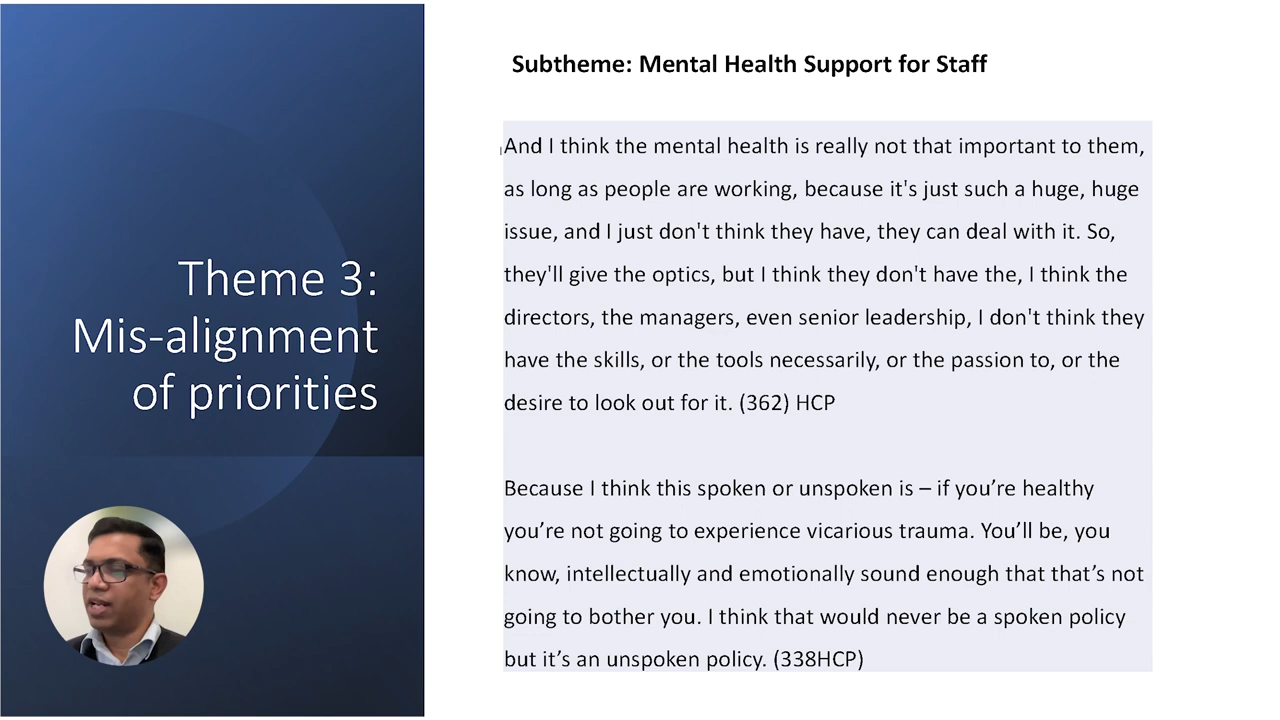 Theme 3:
Mis-alignment
of priorities
Subtheme: Mental Health Support for Staff
And I think the mental health is really not that important to them,
as long as people are working, because it's just such a huge, huge
issue, and I just don't think they have, they can deal with it. So,
they'll give the optics, but I think they don't have the, I think the
directors, the managers, even senior leadership, I don't think they
have the skills, or the tools necessarily, or the passion to, or the
desire to look out for it. (362) HCP
Because I think this spoken or unspoken is – if you’re healthy
you’re not going to experience vicarious trauma. You’ll be, you
know, intellectually and emotionally sound enough that that’s not
going to bother you. I think that would never be a spoken policy
but it’s an unspoken policy. (338HCP)